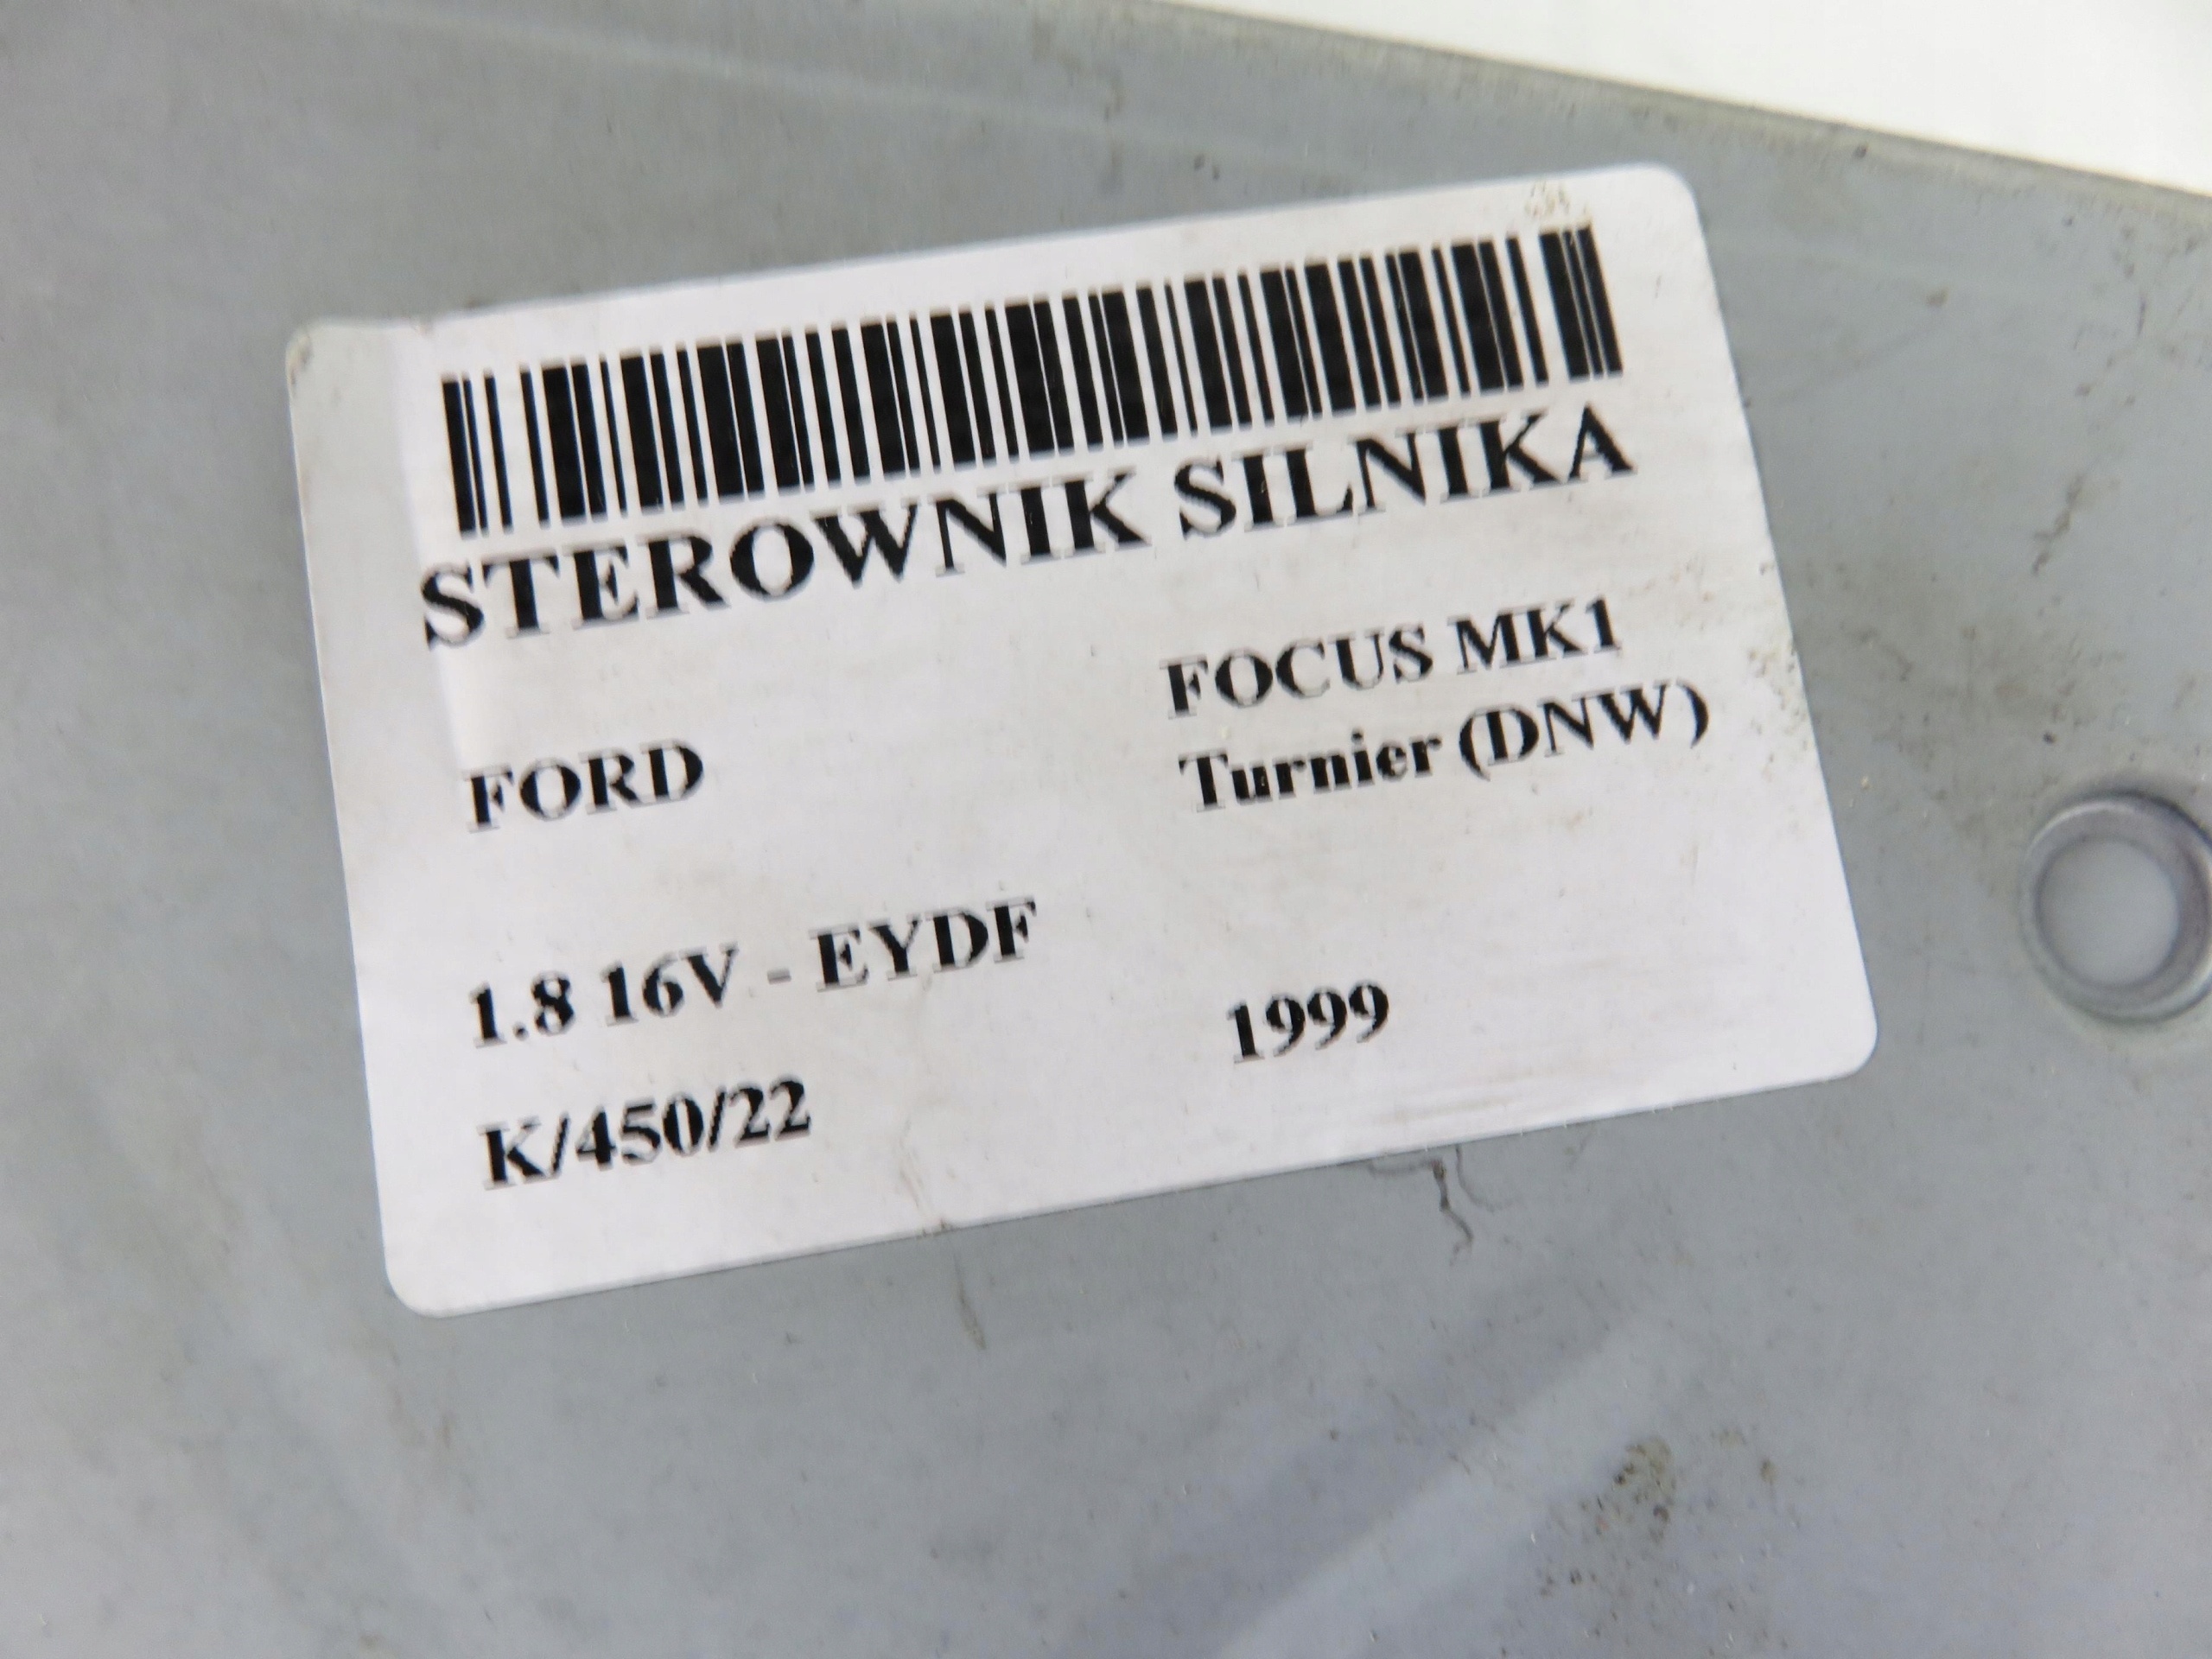 STEROWNIK SILNIKA
FORD
FOCUS MK1
Turnier (DNW)
1.8 16V - EYDF
1999
K/450/22